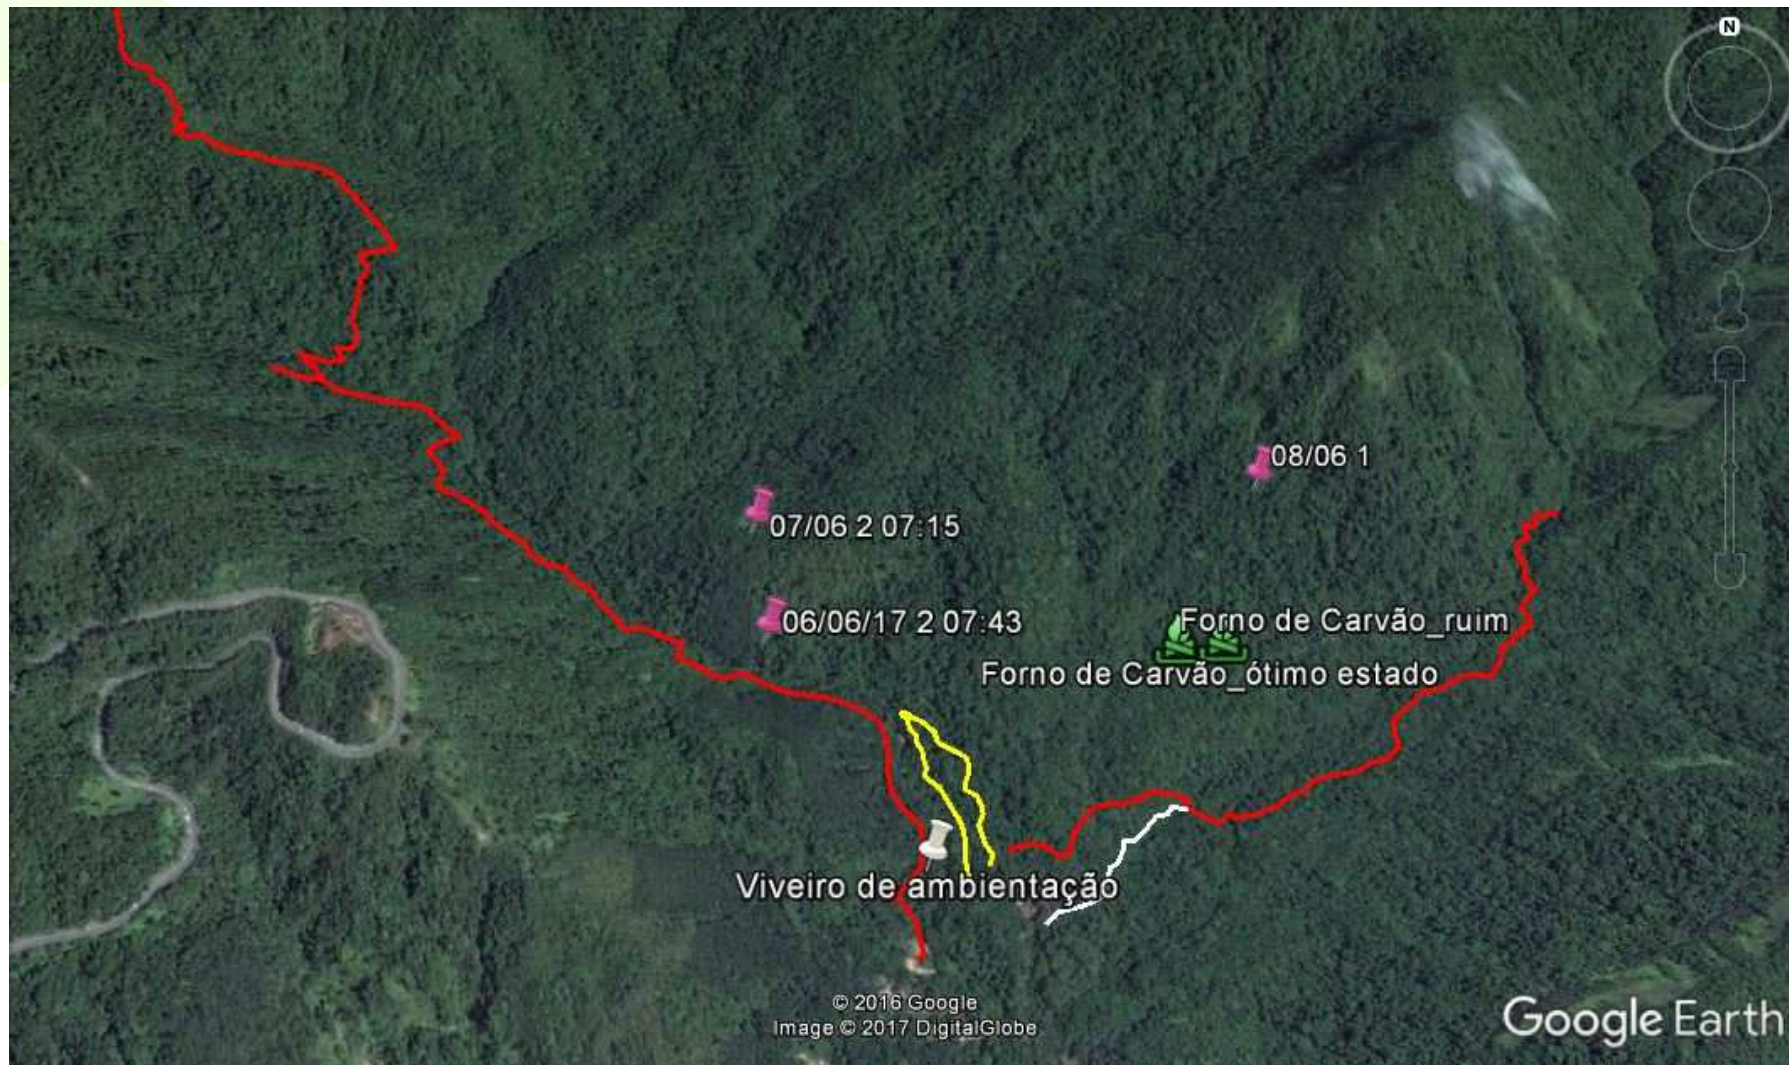 N
08/06 1
07/06 2 07:15
06/06/17 2 07:43
Forno de Carvão_ruim
Forno de Carvão_ótimo estado
Viveiro de ambientação
© 2016 Google
Image © 2017 DigitalGlobe
Google Earth